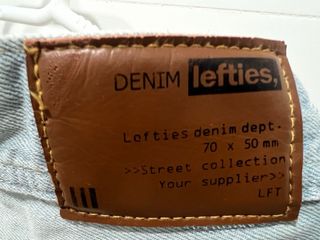 DENIM lefties,
Lefties denim dept.
70 x 50 mm
>>Street collection
Your supplier>>
LFT